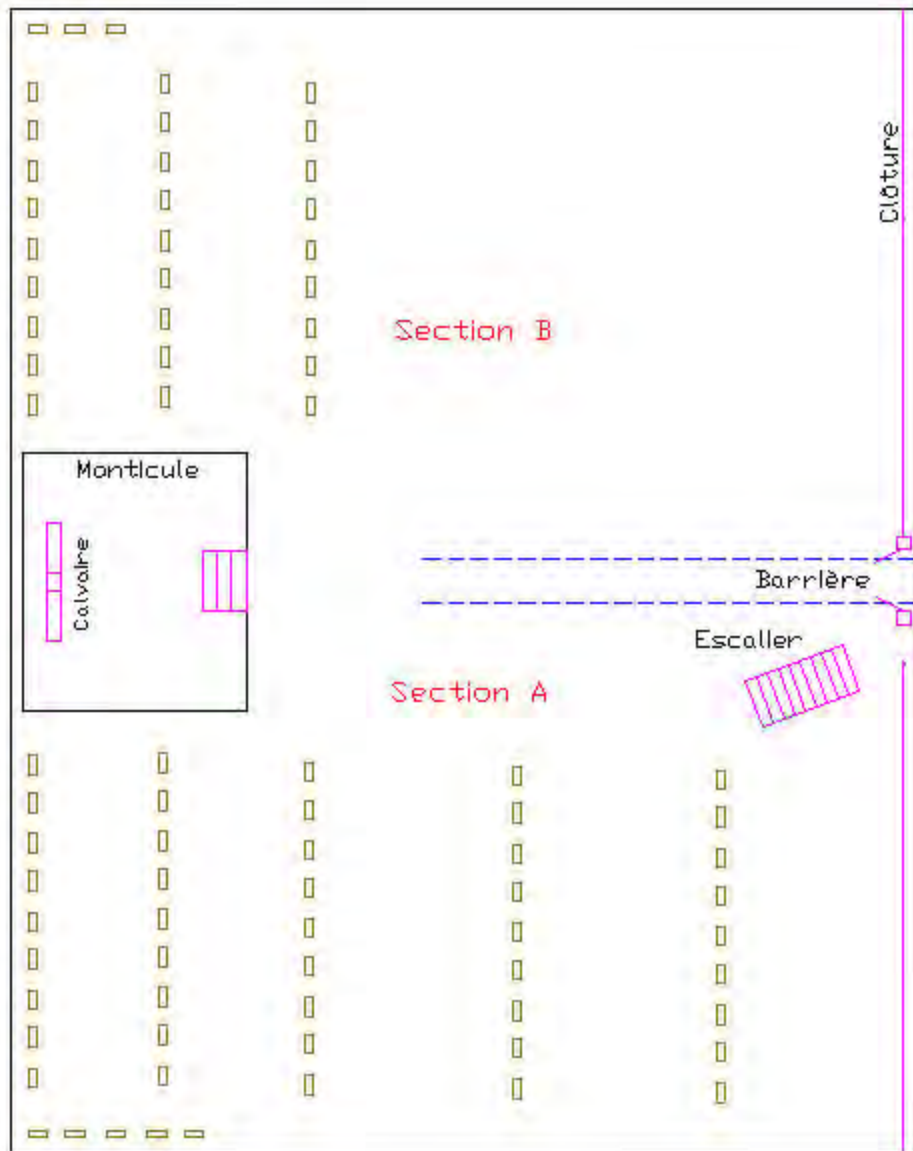 Clôture
Section B
Monticule
Calvaire
Barrière
Escalier
Section A